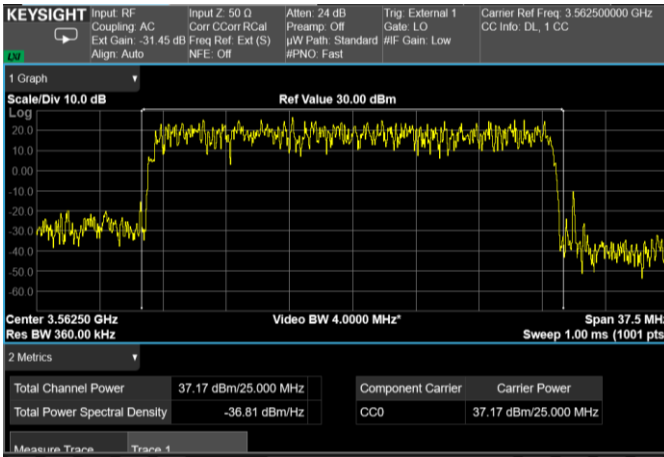 KEYSIGHT Input: RF Input Z: 50 Ω Atten: 24 dB Trig: External 1 Carrier Ref Freq: 3.562500000 GHz
Coupling: AC Corr CCorr RCal Preamp: Off Gate: LO CC Info: DL, 1 CC
Ext Gain: -31.45 dB Freq Ref: Ext (S) µW Path: Standard #IF Gain: Low
LXI Align: Auto NFE: Off #PNO: Fast
1 Graph
Scale/Div 10.0 dB Ref Value 30.00 dBm
Log
20.0
10.0
0.00
-10.0
-20.0
-30.0
-40.0
-50.0
-60.0
Center 3.56250 GHz Video BW 4.0000 MHz* Span 37.5 MHz
Res BW 360.00 kHz Sweep 1.00 ms (1001 pts
2 Metrics
Total Channel Power 37.17 dBm/25.000 MHz Component Carrier Carrier Power
Total Power Spectral Density -36.81 dBm/Hz CC0 37.17 dBm/25.000 MHz
Measure Trace Trace 1